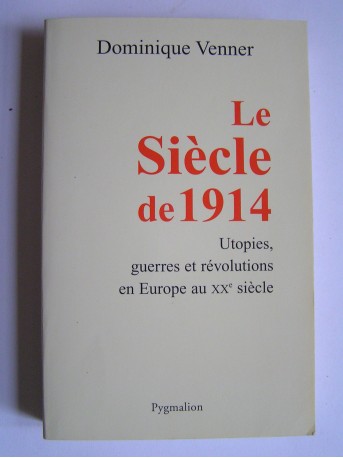 Dominique Venner
Le
Siècle
de 1914
Utopies,
guerres et révolutions
en Europe au XXe siècle
Pygmalion